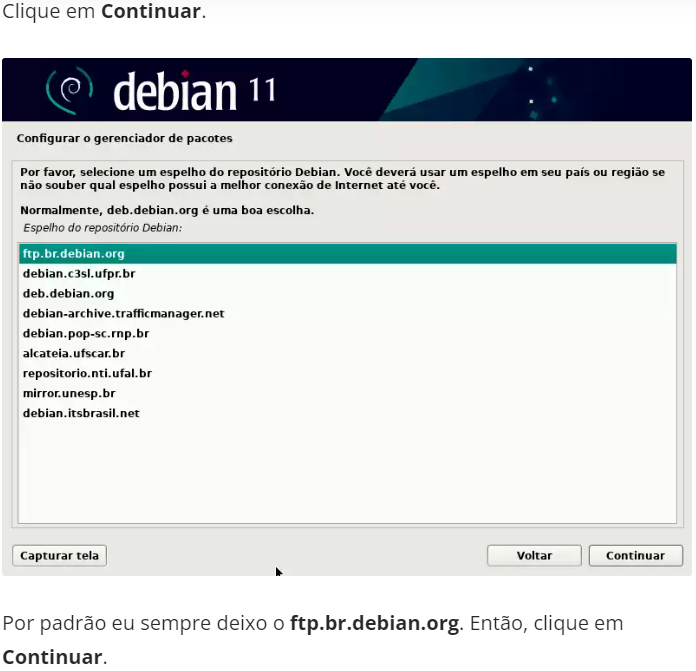 Clique em Continuar.
debian 11
Configurar o gerenciador de pacotes
Por favor, selecione um espelho do repositório Debian. Você deverá usar um espelho em seu país ou região se
não souber qual espelho possui a melhor conexão de Internet até você.
Normalmente, deb.debian.org é uma boa escolha.
Espelho do repositório Debian:
ftp.br.debian.org
debian.c3sl.ufpr.br
deb.debian.org
debian-archive.trafficmanager.net
debian.pop-sc.rnp.br
alcateia.ufscar.br
repositorio.nti.ufal.br
mirror.unesp.br
debian.itsbrasil.net
Capturar tela
Voltar
Continuar
Por padrão eu sempre deixo o ftp.br.debian.org. Então, clique em
Continuar.